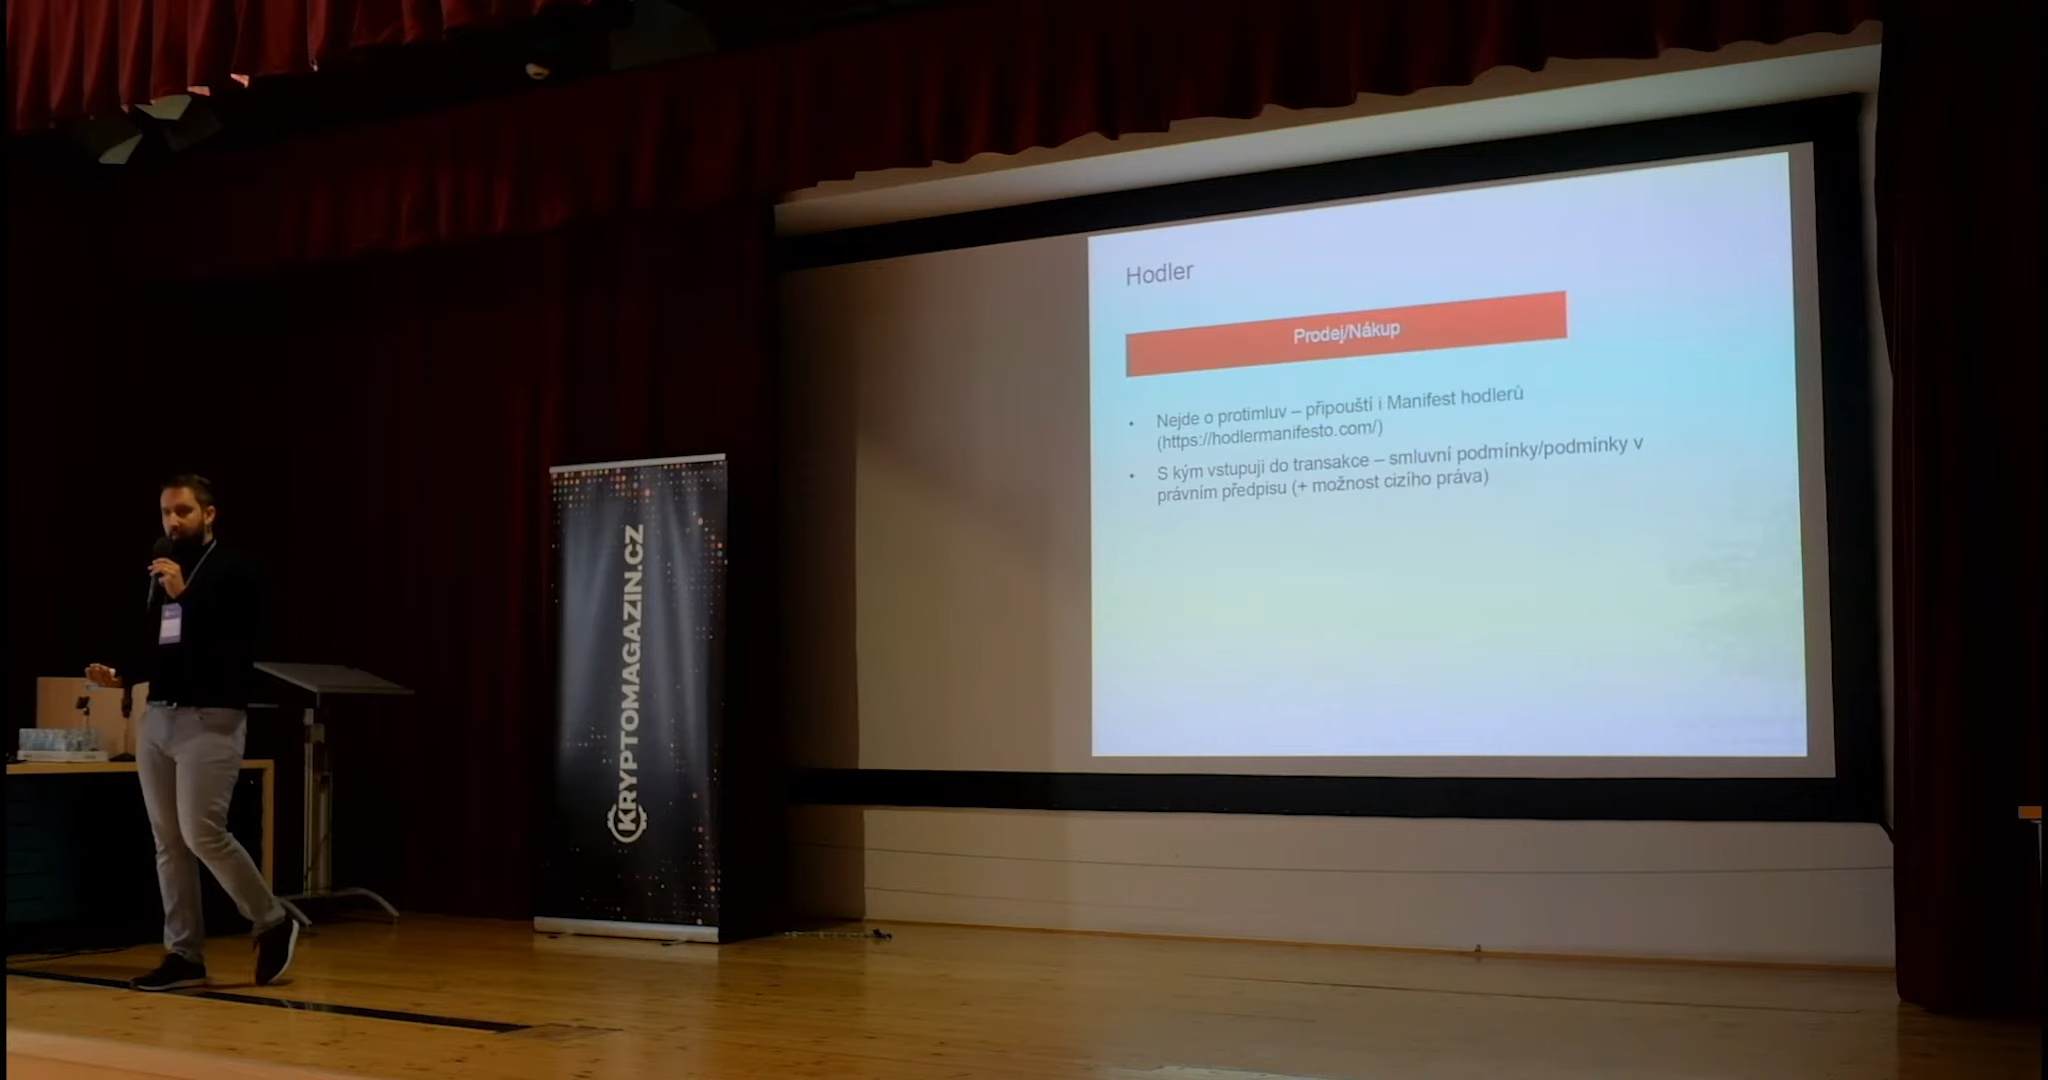 Hodler
Prodej/Nákup
• Nejde o protimluv – připouští i Manifest hodlerů
(https://hodlermanifesto.com/)
• S kým vstupuji do transakce – smluvní podmínky/podmínky v
právním předpisu (+ možnost cizího práva)
KRYPTOMAGAZIN.CZ